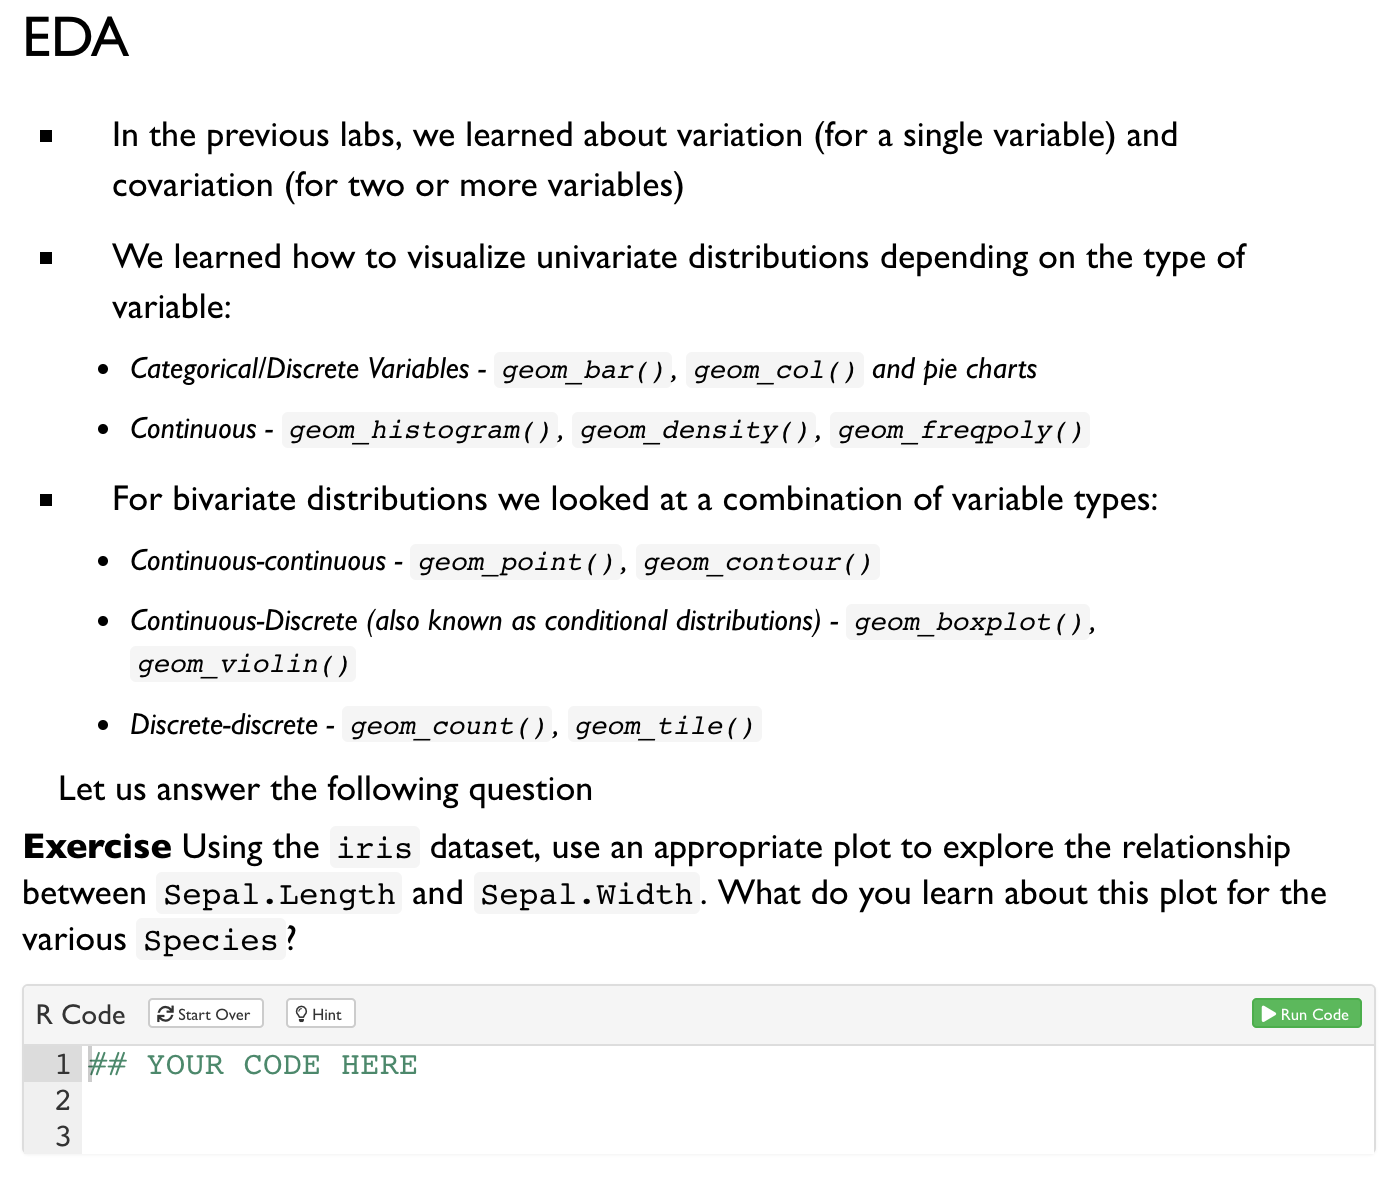 EDA
In the previous labs, we learned about variation (for a single variable) and
covariation (for two or more variables)
We learned how to visualize univariate distributions depending on the type of
variable:
Categorical/Discrete Variables - geom_bar(), geom_col() and pie charts
Continuous - geom_histogram(), geom_density(), geom_freqpoly()
For bivariate distributions we looked at a combination of variable types:
Continuous-continuous - geom_point(), geom_contour()
Continuous-Discrete (also known as conditional distributions) - geom_boxplot(),
geom_violin()
Discrete-discrete - geom_count(), geom_tile()
Let us answer the following question
Exercise Using the iris dataset, use an appropriate plot to explore the relationship
between Sepal.Length and Sepal.Width. What do you learn about this plot for the
various Species?
R Code Start Over Hint Run Code
1 ## YOUR CODE HERE
2
3